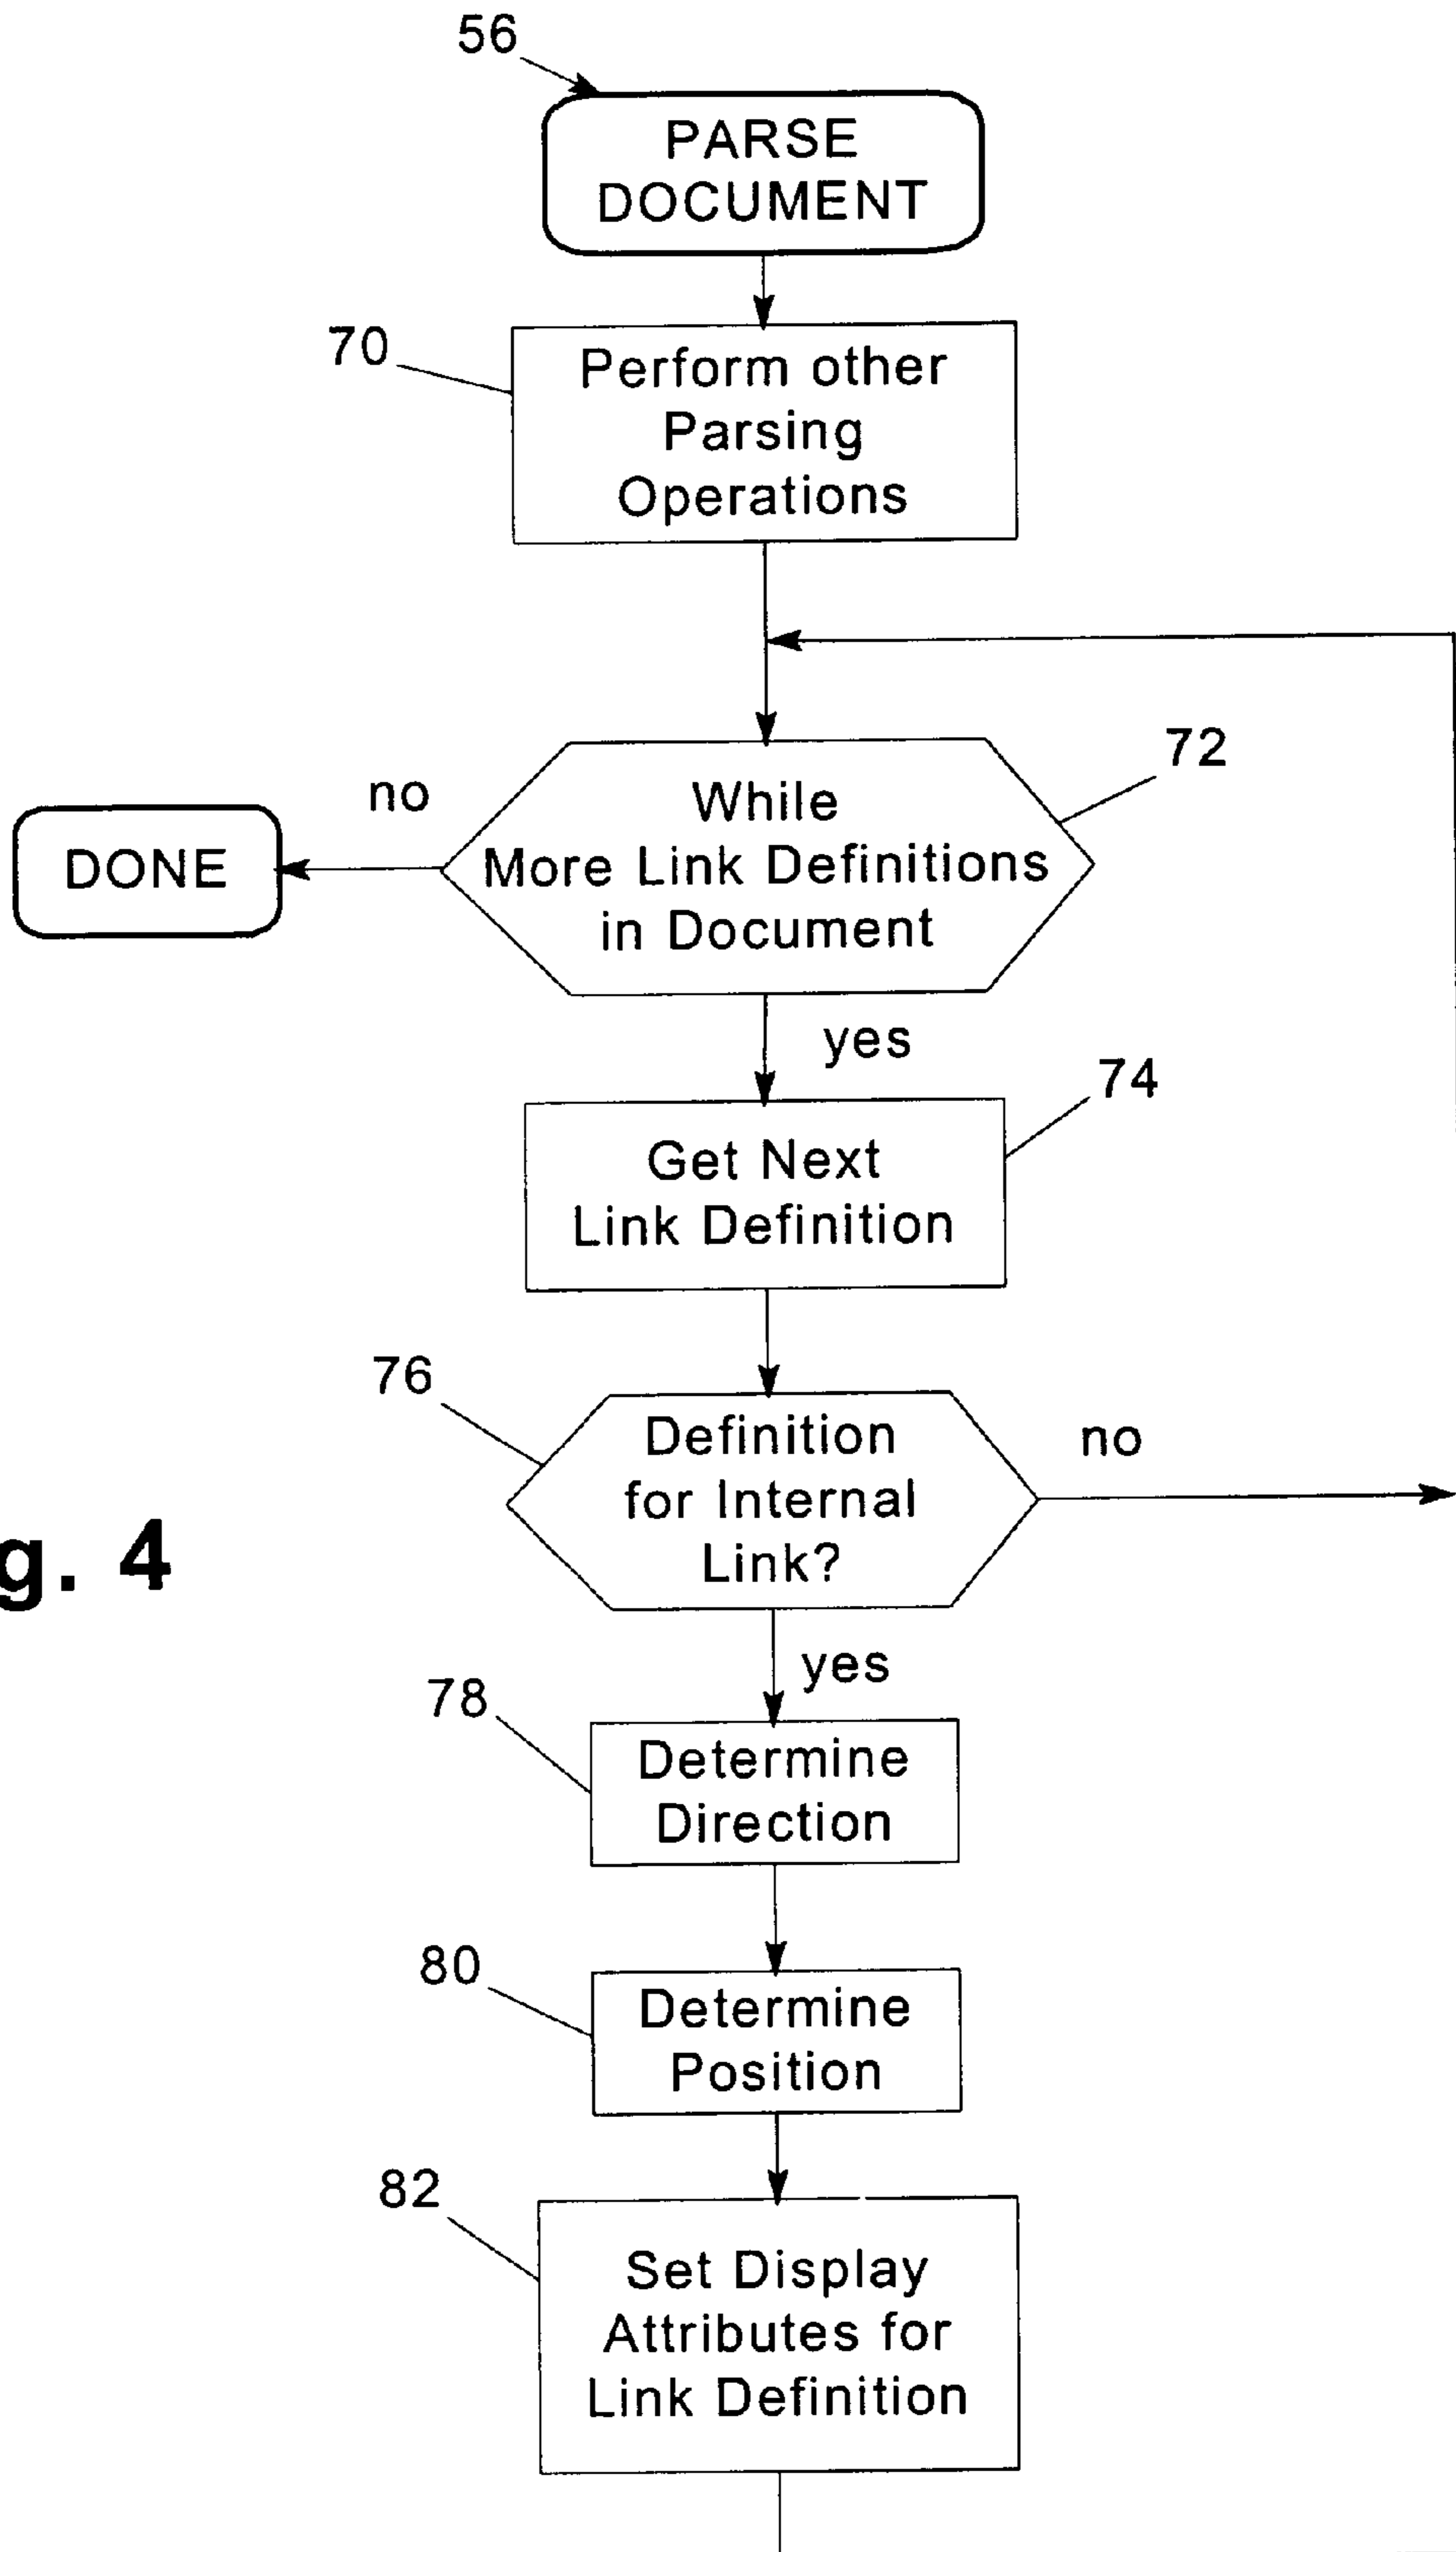 56
PARSE
DOCUMENT
70
Perform other
Parsing
Operations
72
no
While
More Link Definitions
in Document
DONE
yes
74
Get Next
Link Definition
76
Definition
for Internal
Link?
no
g. 4
yes
78
Determine
Direction
80
Determine
Position
82
Set Display
Attributes for
Link Definition